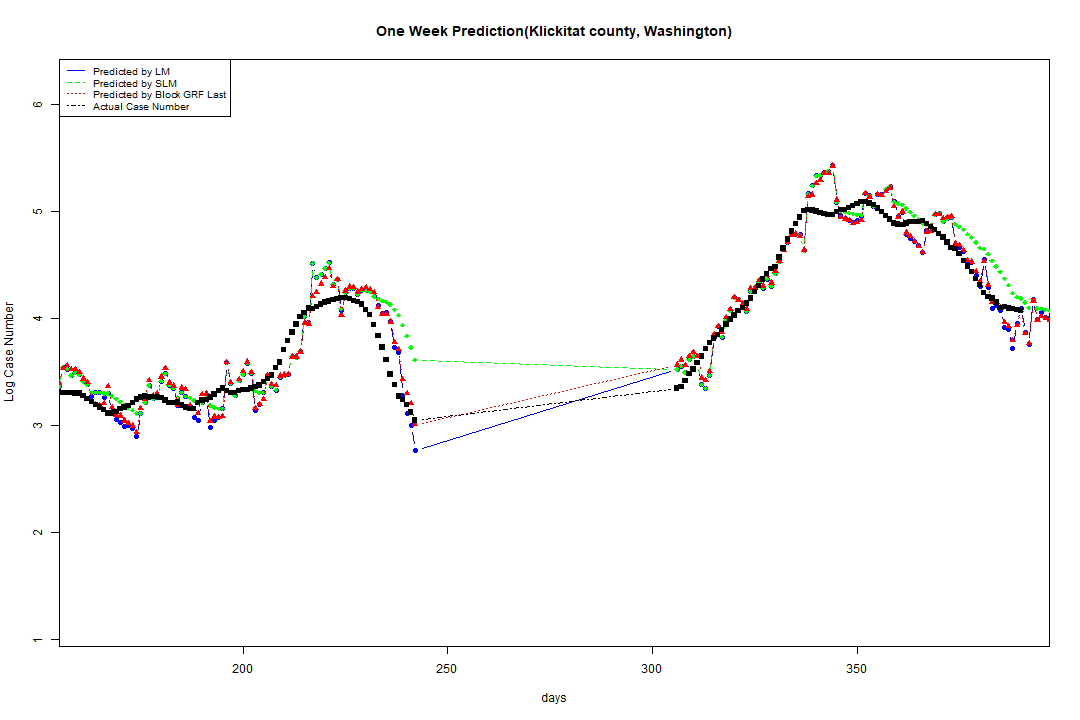 One Week Prediction(Klickitat county, Washington)
Predicted by LM
Predicted by SLM
Predicted by Block GRF Last
Actual Case Number
6
5
4
3
2
1
Log Case Number
200 250 300 350
days